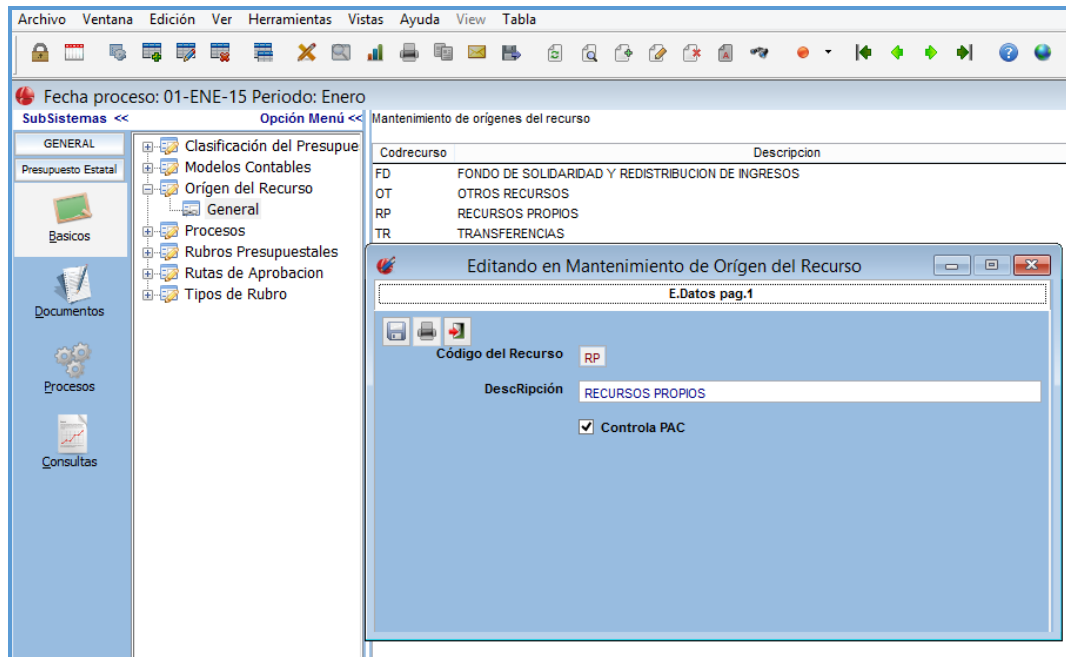 Archivo Ventana Edición Ver Herramientas Vistas Ayuda View Tabla
Fecha proceso: 01-ENE-15 Periodo: Enero
SubSistemas << Opción Menú <<
Mantenimiento de orígenes del recurso
GENERAL
Presupuesto Estatal
Basicos
Documentos
Procesos
Consultas
Clasificación del Presupue
Modelos Contables
Orígen del Recurso
General
Procesos
Rubros Presupuestales
Rutas de Aprobacion
Tipos de Rubro
Codrecurso Descripcion
FD FONDO DE SOLIDARIDAD Y REDISTRIBUCION DE INGRESOS
OT OTROS RECURSOS
RP RECURSOS PROPIOS
TR TRANSFERENCIAS
Editando en Mantenimiento de Orígen del Recurso
E.Datos pag.1
Código del Recurso RP
DescRipción RECURSOS PROPIOS
Controla PAC